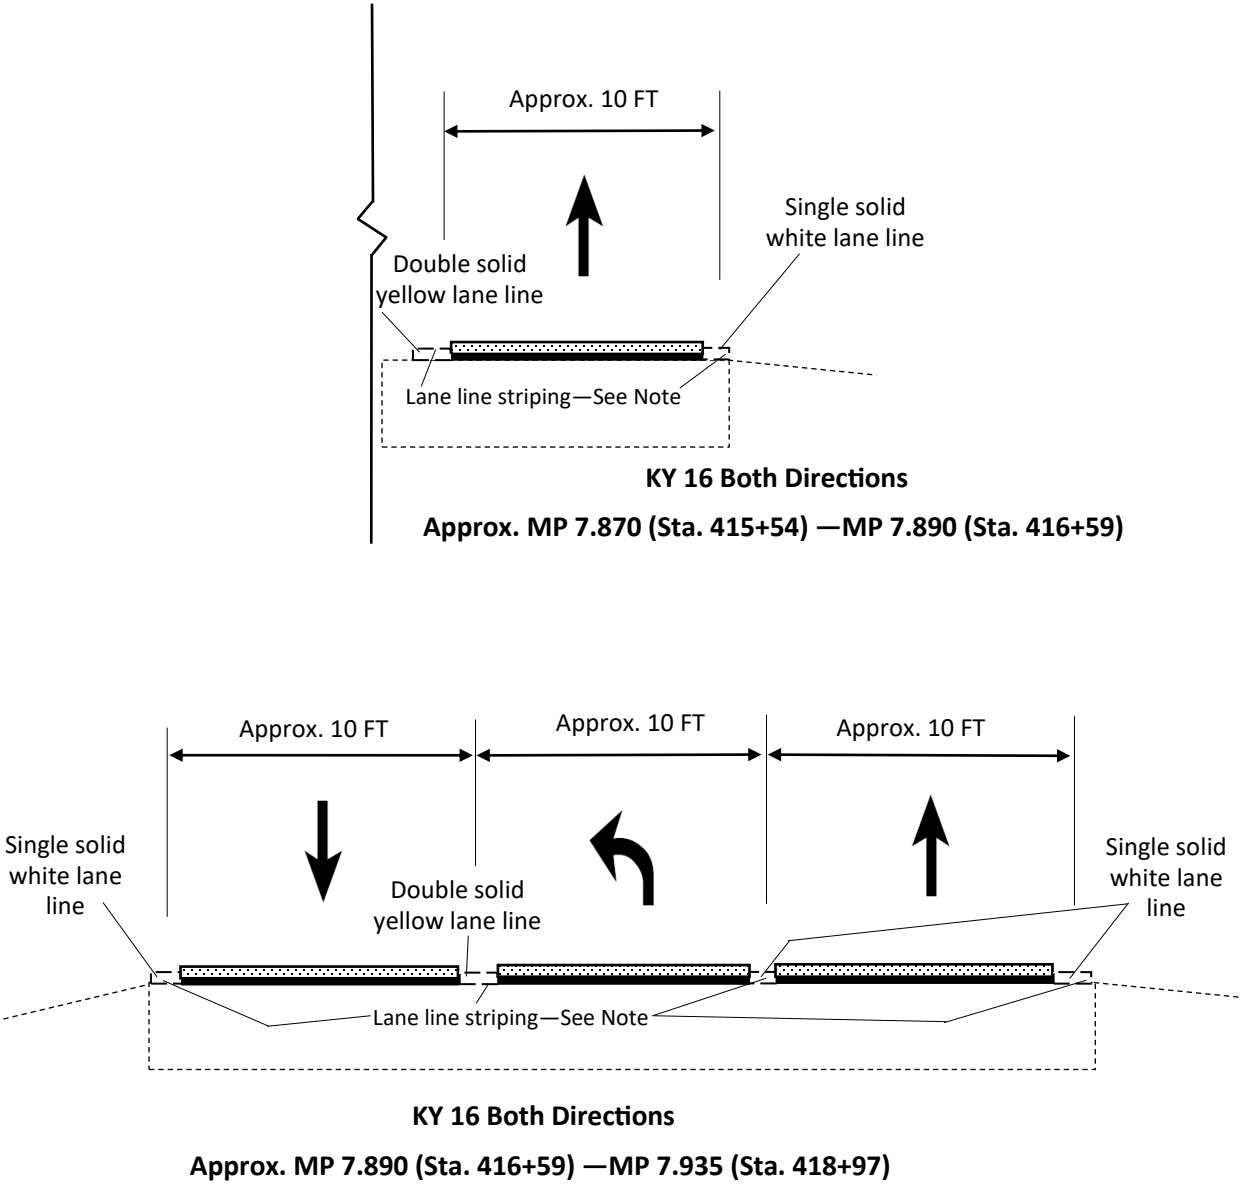 Approx. 10 FT
Single solid
white lane line
Double solid
yellow lane line
Lane line striping—See Note
KY 16 Both Directions
Approx. MP 7.870 (Sta. 415+54) —MP 7.890 (Sta. 416+59)
Approx. 10 FT
Approx. 10 FT
Approx. 10 FT
Single solid
white lane
line
Double solid
yellow lane line
Single solid
white lane
line
Lane line striping—See Note
KY 16 Both Directions
Approx. MP 7.890 (Sta. 416+59) —MP 7.935 (Sta. 418+97)